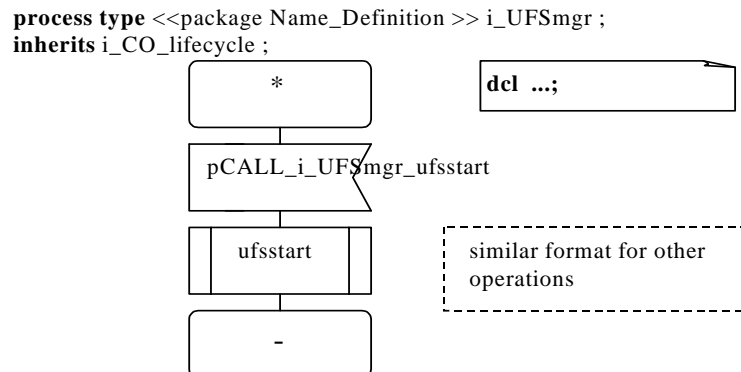 process type <<package Name_Definition >> i_UFSmgr ;
inherits i_CO_lifecycle ;
*
dcl ...;
pCALL_i_UFSmgr_ufsstart
ufsstart
similar format for other
operations
-